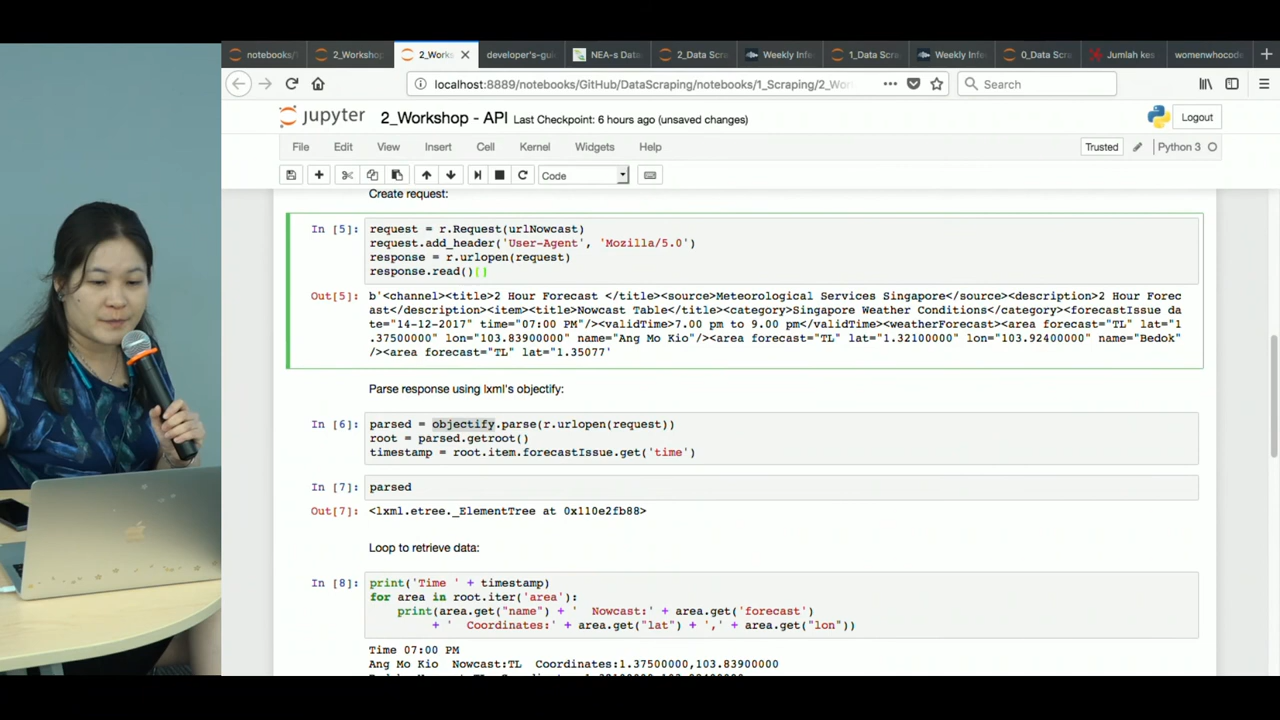 notebooks/
2_Workshop
2_Works
developer's-gui
NEA-s Data
2_Data Scra
Weekly Infe
1_Data Scra
Weekly Infe
0_Data Scra
Jumlah kes
womenwhocode
localhost:8889/notebooks/GitHub/DataScraping/notebooks/1_Scraping/2_Wor
Search
jupyter 2_Workshop - API Last Checkpoint: 6 hours ago (unsaved changes)
Logout
File Edit View Insert Cell Kernel Widgets Help
Trusted
Python 3
Code
Create request:
In [5]: request = r.Request(urlNowcast)
request.add_header('User-Agent', 'Mozilla/5.0')
response = r.urlopen(request)
response.read()[]
Out[5]: b'<channel><title>2 Hour Forecast </title><source>Meteorological Services Singapore</source><description>2 Hour Forec
ast</description><item><title>Nowcast Table</title><category>Singapore Weather Conditions</category><forecastIssue da
te="14-12-2017" time="07:00 PM"/><validTime>7.00 pm to 9.00 pm</validTime><weatherForecast><area forecast="TL" lat="1
.37500000" lon="103.83900000" name="Ang Mo Kio"/><area forecast="TL" lat="1.32100000" lon="103.92400000" name="Bedok"
/><area forecast="TL" lat="1.35077'
Parse response using lxml's objectify:
In [6]: parsed = objectify.parse(r.urlopen(request))
root = parsed.getroot()
timestamp = root.item.forecastIssue.get('time')
In [7]: parsed
Out[7]: <lxml.etree._ElementTree at 0x110e2fb88>
Loop to retrieve data:
In [8]: print('Time ' + timestamp)
for area in root.iter('area'):
print(area.get("name") + ' Nowcast:' + area.get('forecast')
+ ' Coordinates:' + area.get("lat") + ',' + area.get("lon"))
Time 07:00 PM
Ang Mo Kio Nowcast:TL Coordinates:1.37500000,103.83900000